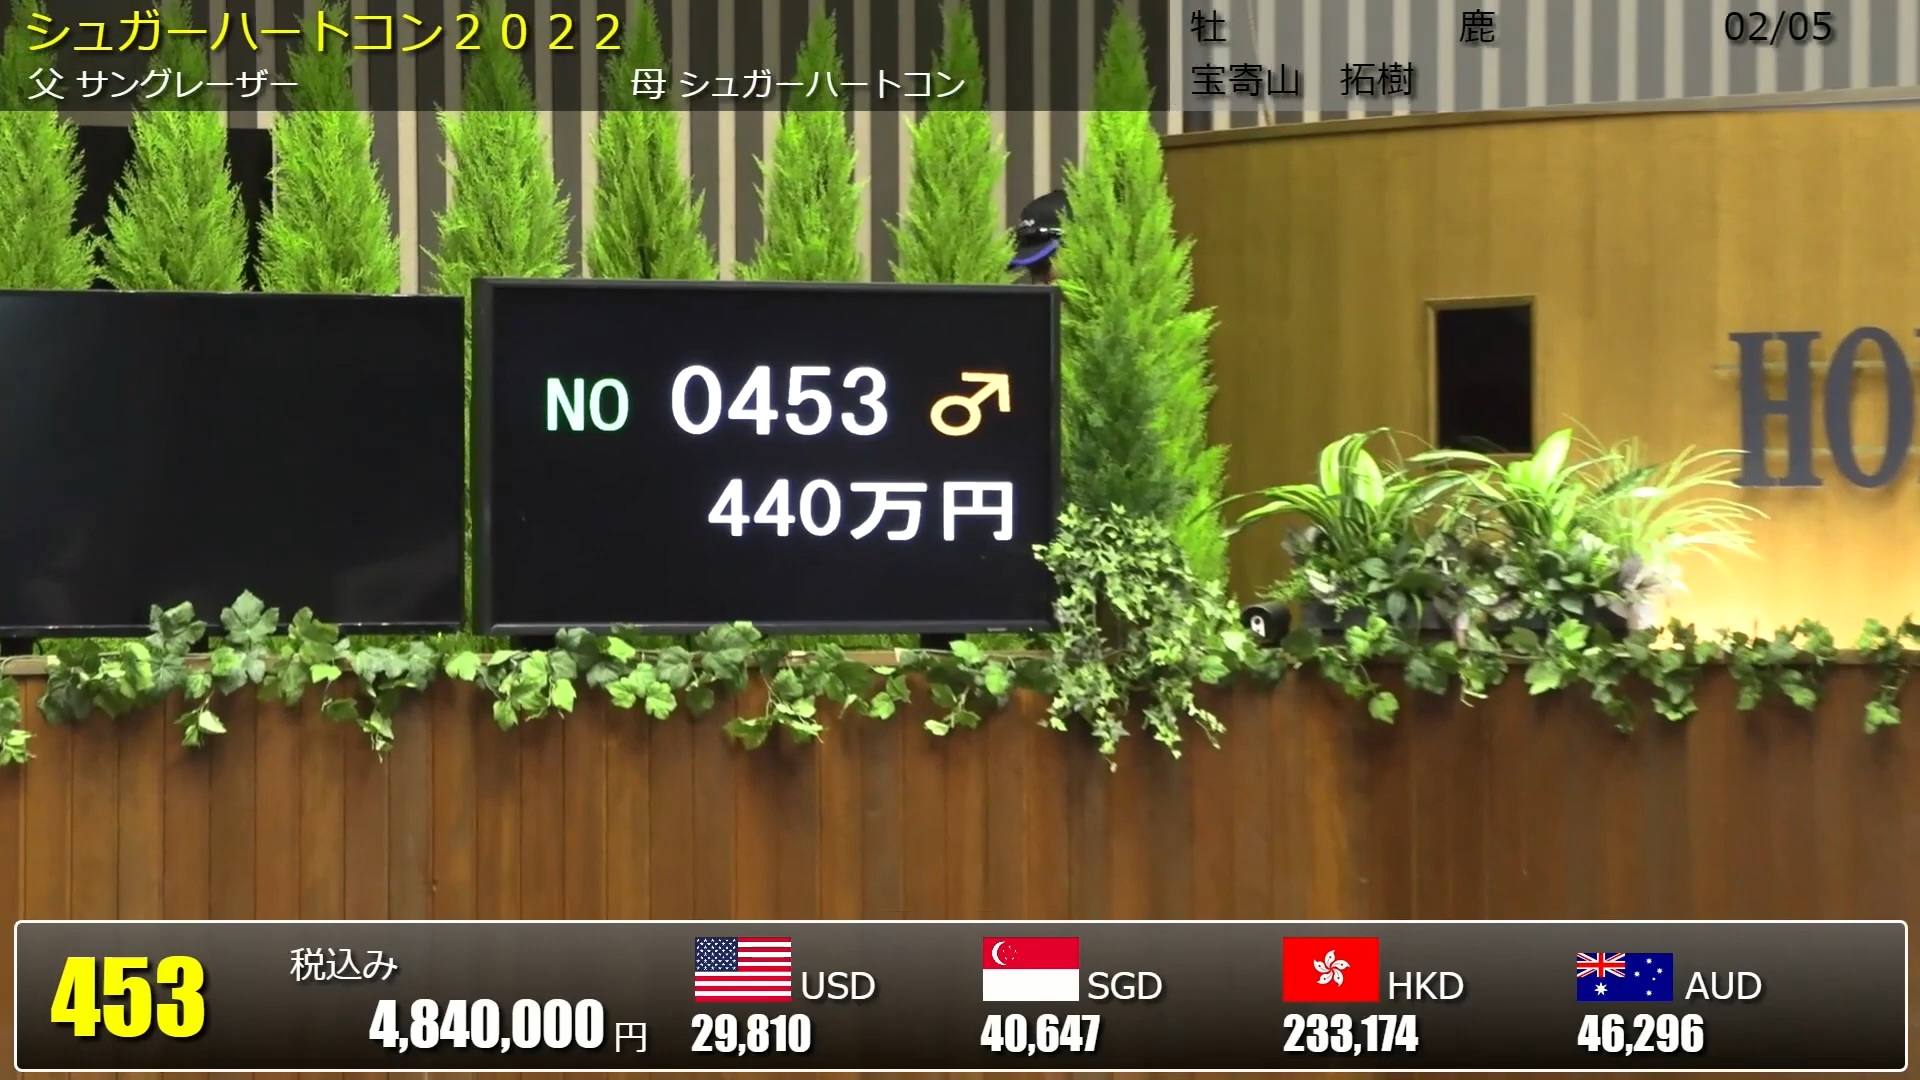 シュガーハートコン２０２２
父 サングレーザー
母 シュガーハートコン
牡 鹿 02/05
宝寄山 拓樹
NO 0453 ♂
440万円
HO
453
税込み
4,840,000 円
USD
29,810
SGD
40,647
HKD
233,174
AUD
46,296